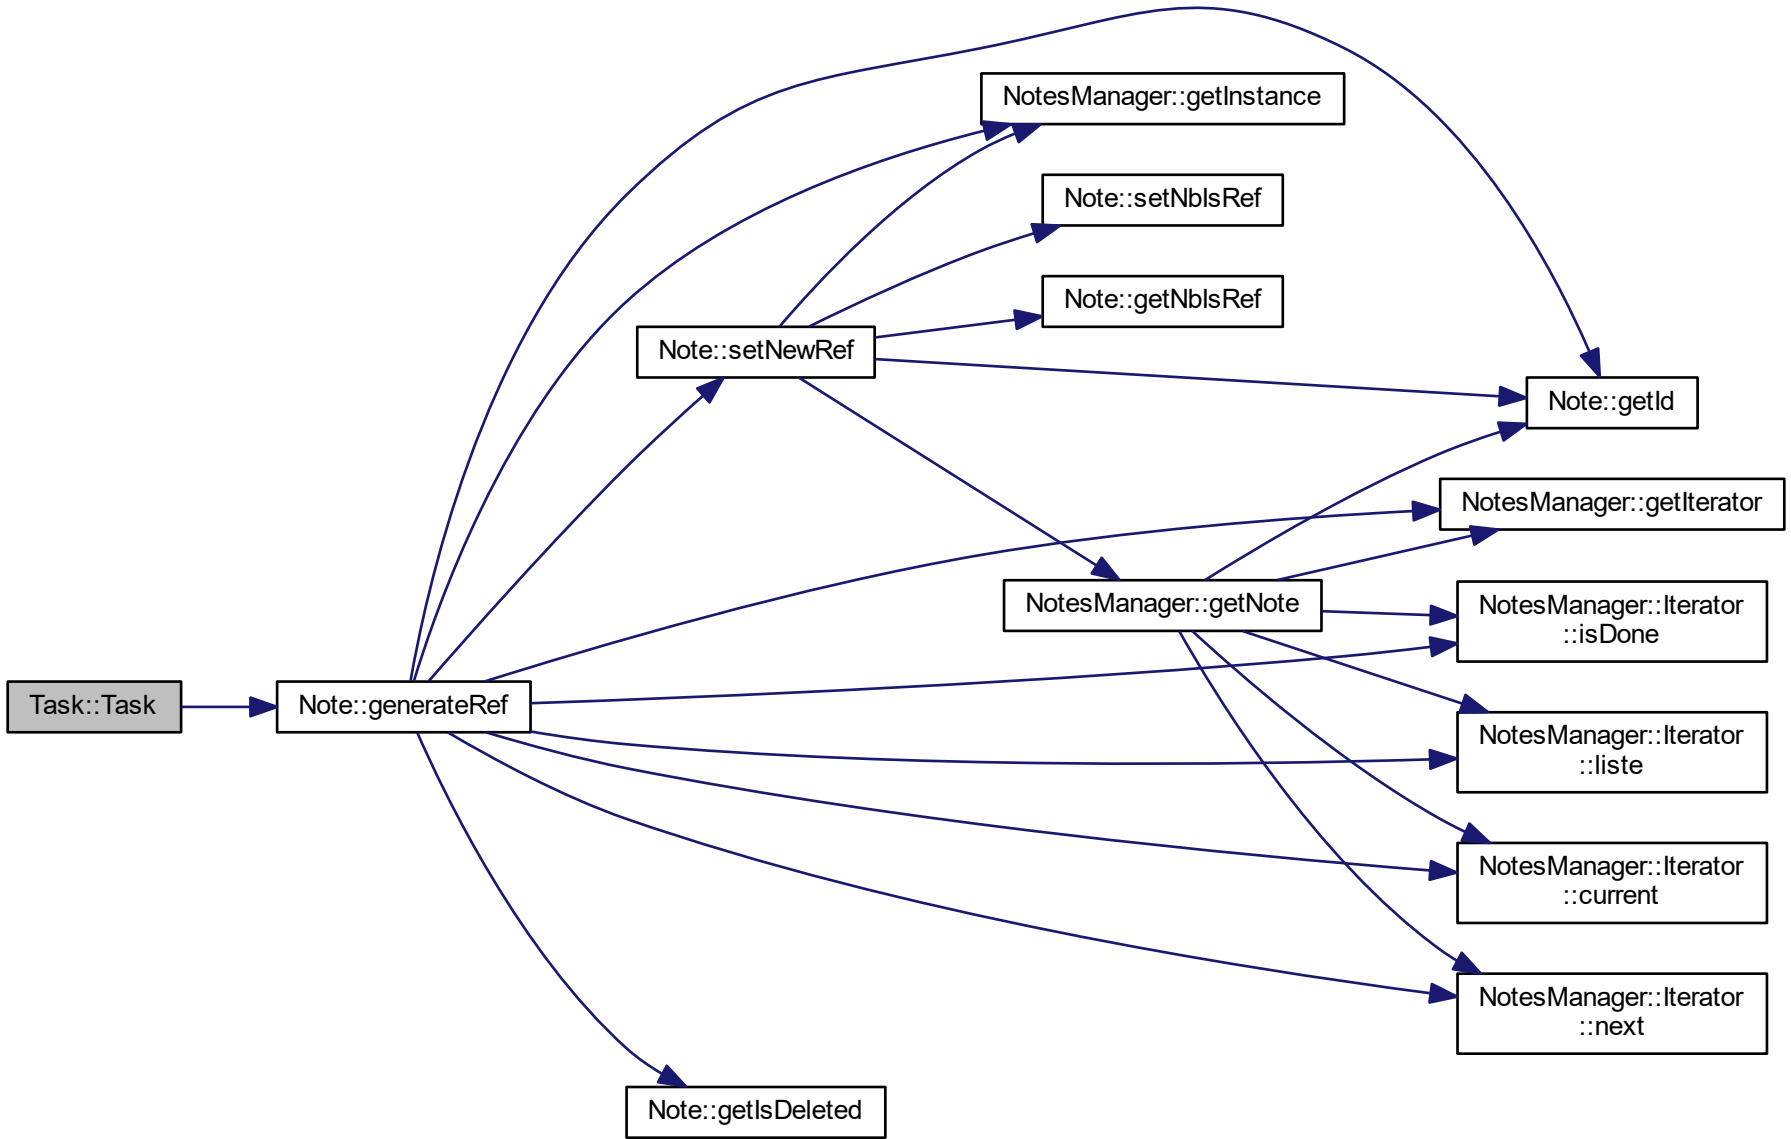 NotesManager::getInstance
Note::setNbIsRef
Note::getNbIsRef
Note::setNewRef
Note::getId
NotesManager::getIterator
NotesManager::getNote
NotesManager::Iterator
::isDone
Task::Task
Note::generateRef
NotesManager::Iterator
::liste
NotesManager::Iterator
::current
NotesManager::Iterator
::next
Note::getIsDeleted